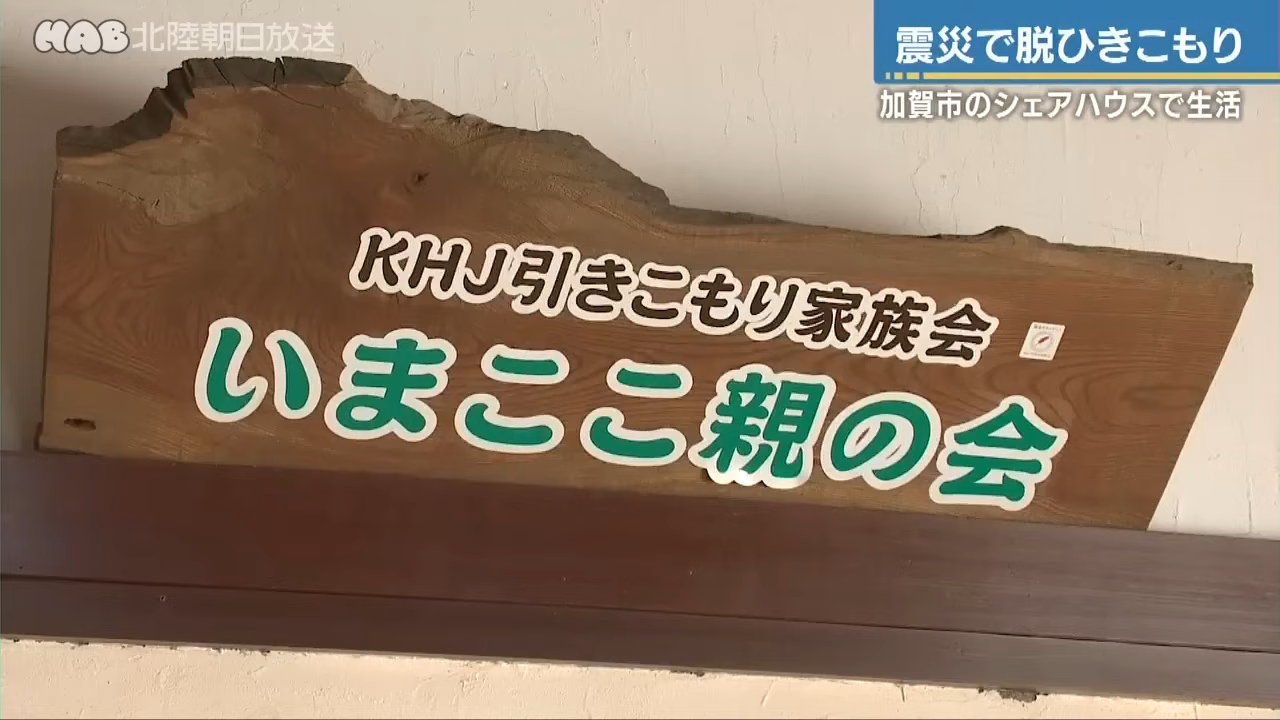 HAB北陸朝日放送
震災で脱ひきこもり
加賀市のシェアハウスで生活
KHJ引きこもり家族会
いまここ親の会